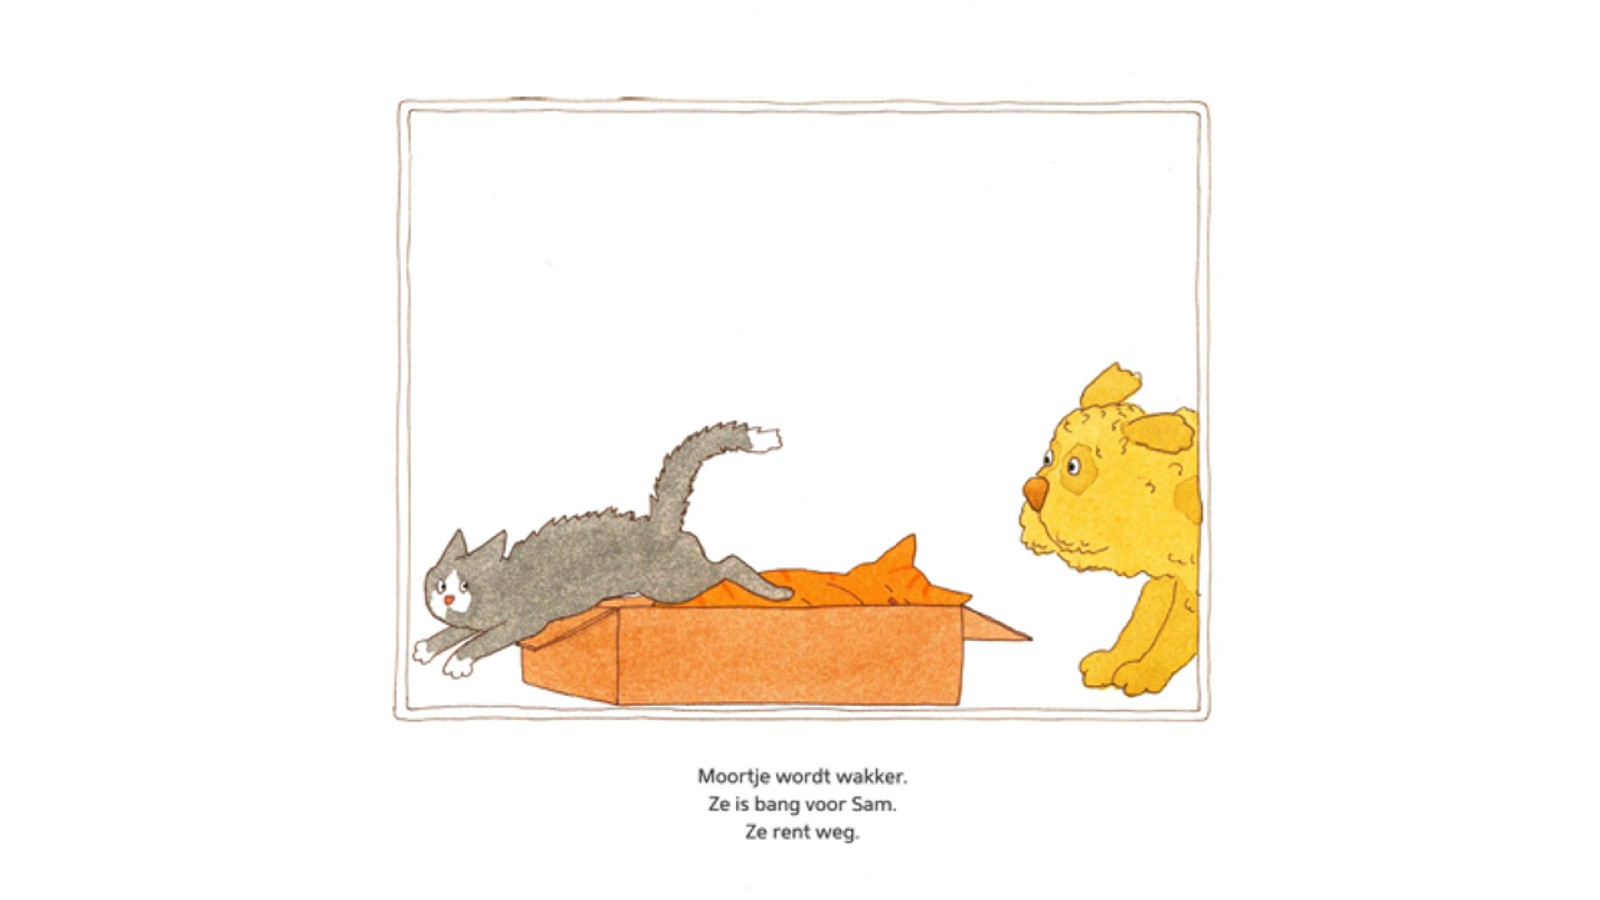 Moortje wordt wakker.
Ze is bang voor Sam.
Ze rent weg.